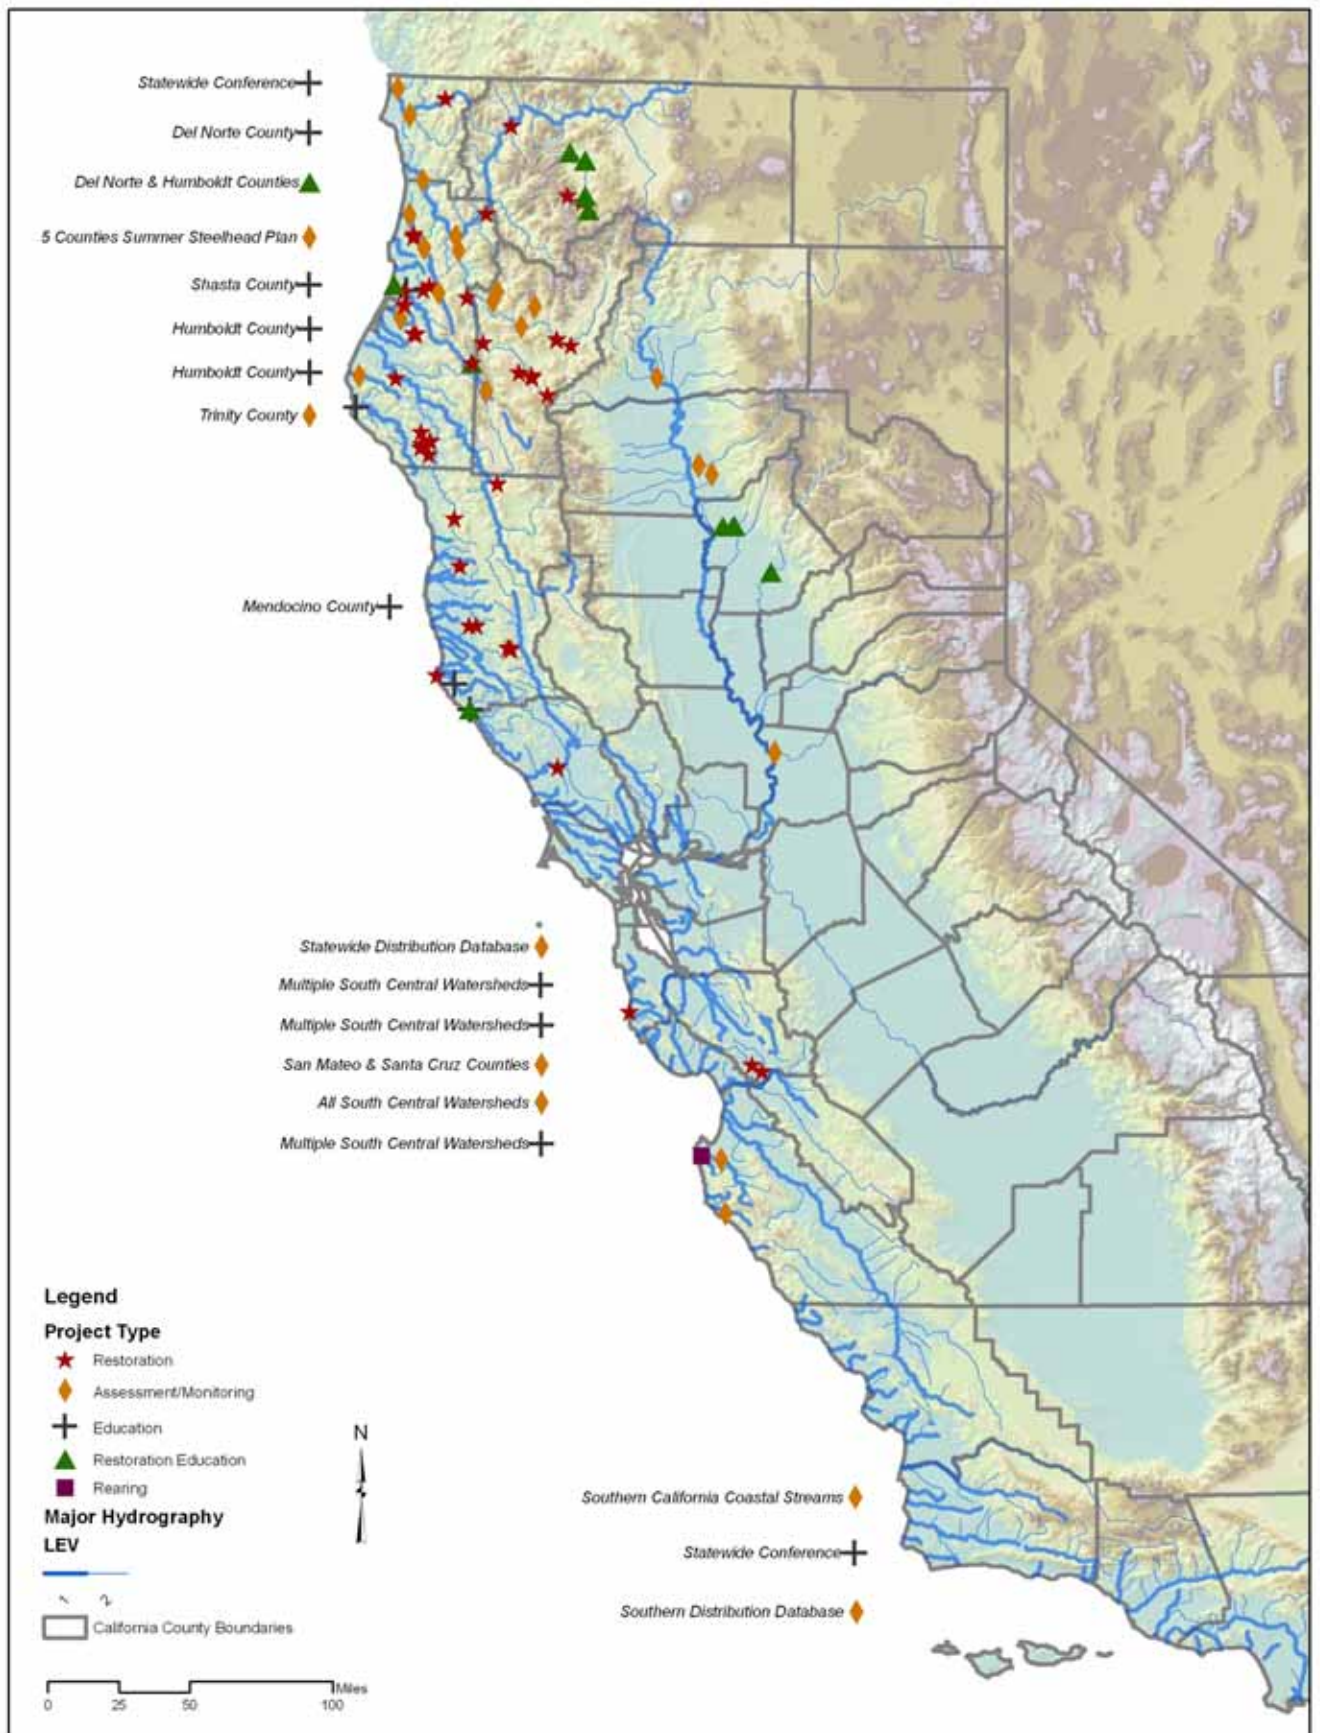 Statewide Conference
Del Norte County
Del Norte & Humboldt Counties
5 Counties Summer Steelhead Plan
Shasta County
Humboldt County
Humboldt County
Trinity County
Mendocino County
Statewide Distribution Database
Multiple South Central Watersheds
Multiple South Central Watersheds
San Mateo & Santa Cruz Counties
All South Central Watersheds
Multiple South Central Watersheds
Legend
Project Type
Restoration
Assessment/Monitoring
Education
Restoration Education
Rearing
Major Hydrography
LEV
1 2
California County Boundaries
Miles
0 25 50 100
N
Southern California Coastal Streams
Statewide Conference
Southern Distribution Database